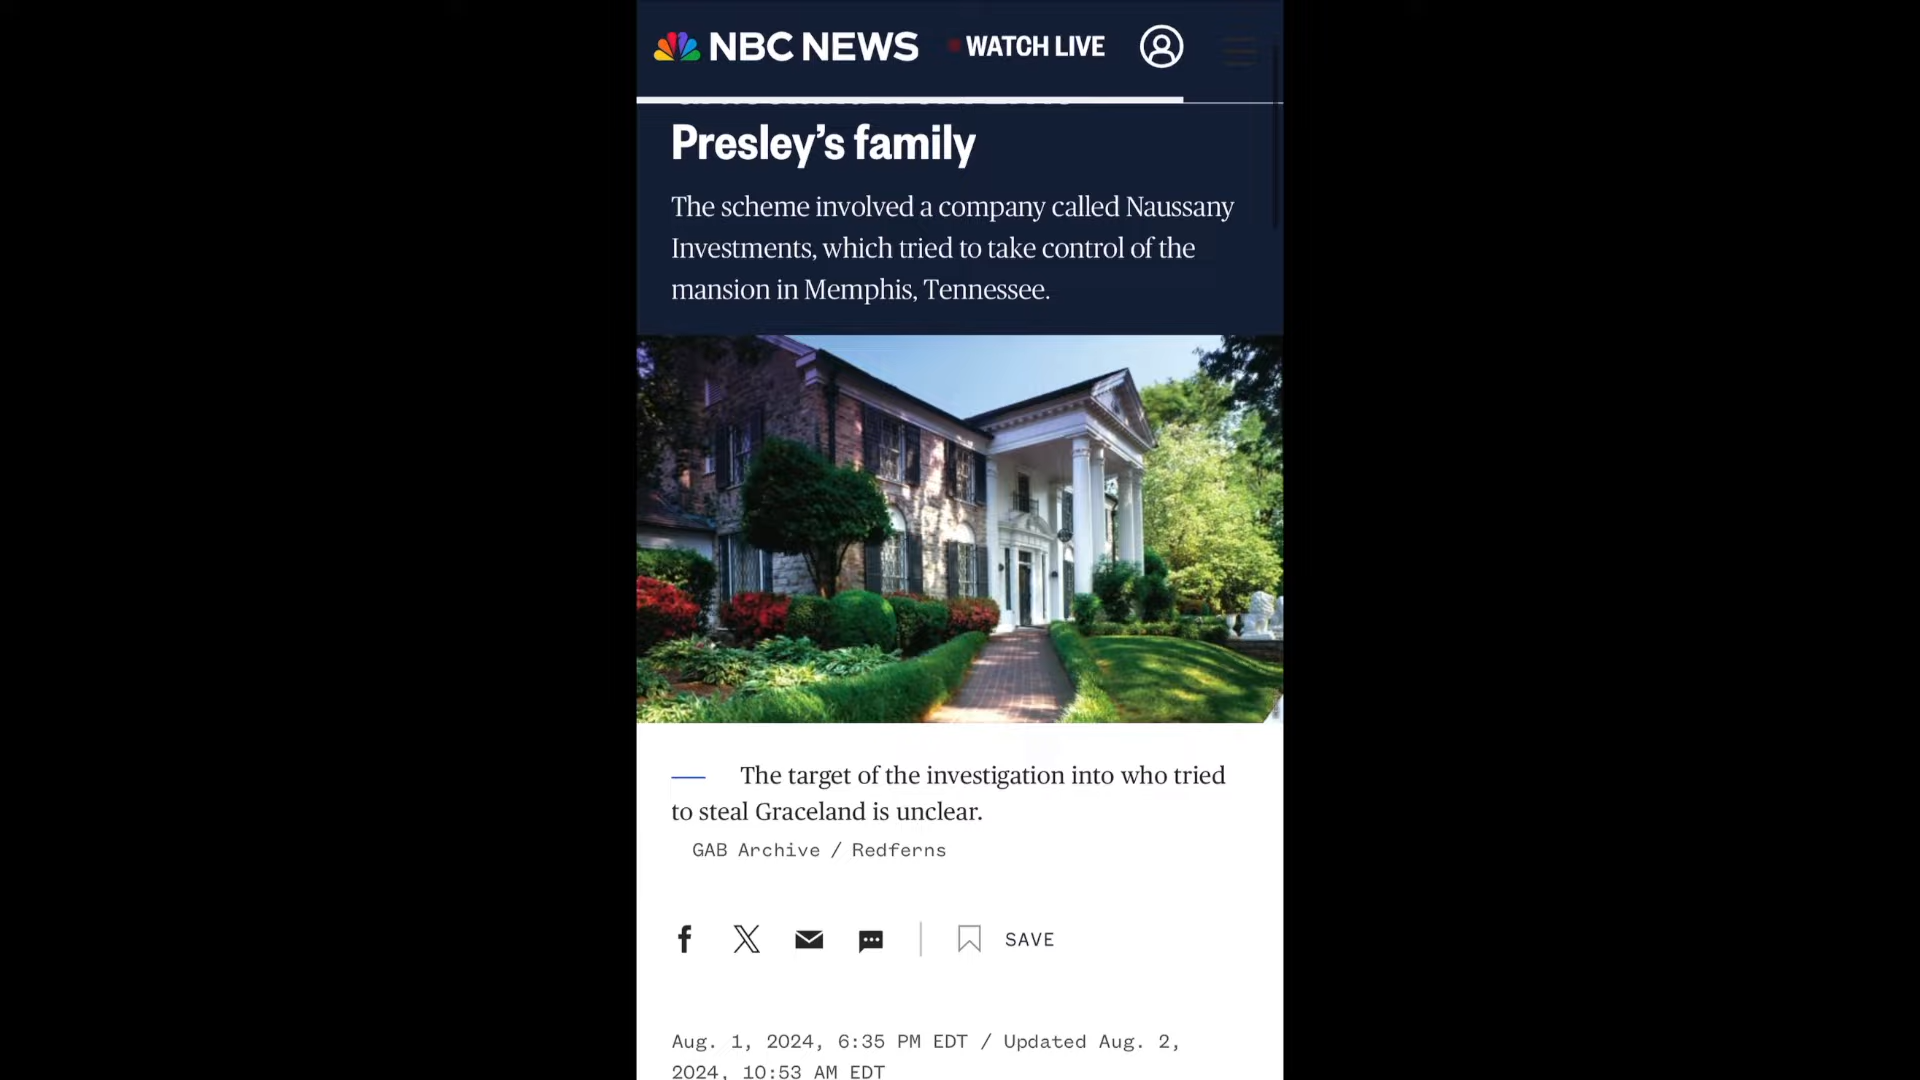 NBC NEWS WATCH LIVE
Presley’s family
The scheme involved a company called Naussany
Investments, which tried to take control of the
mansion in Memphis, Tennessee.
The target of the investigation into who tried
to steal Graceland is unclear.
GAB Archive / Redferns
SAVE
Aug. 1, 2024, 6:35 PM EDT / Updated Aug. 2,
2024, 10:53 AM EDT